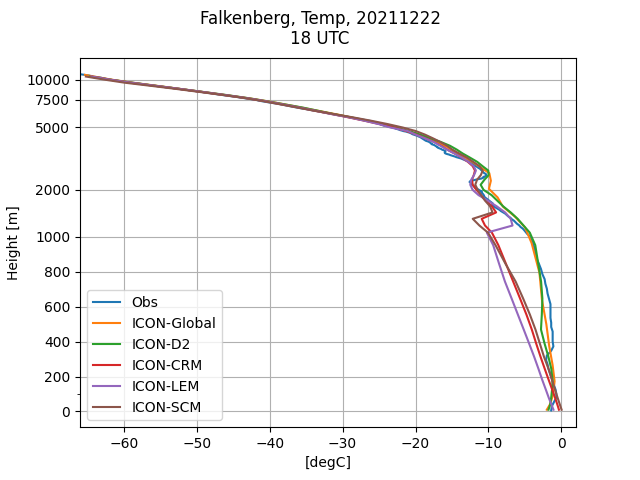 Falkenberg, Temp, 20211222
18 UTC
10000
7500
5000
2000
1000
800
600
400
200
0
Height [m]
Obs
ICON-Global
ICON-D2
ICON-CRM
ICON-LEM
ICON-SCM
−60 −50 −40 −30 −20 −10 0
[degC]